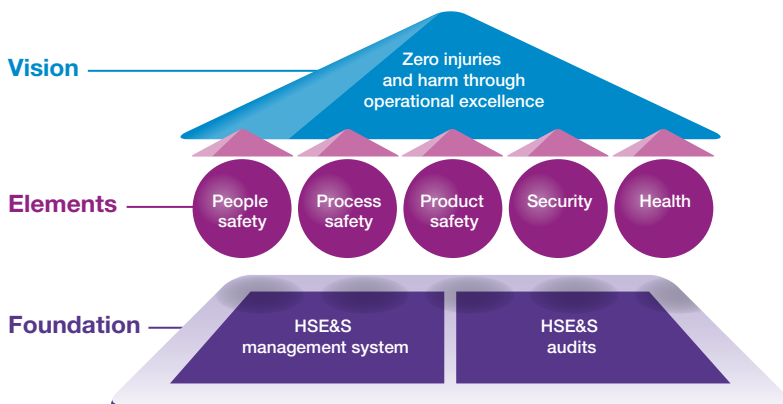 Vision
Zero injuries
and harm through
operational excellence
Elements
People
safety
Process
safety
Product
safety
Security
Health
Foundation
HSE&S
management system
HSE&S
audits